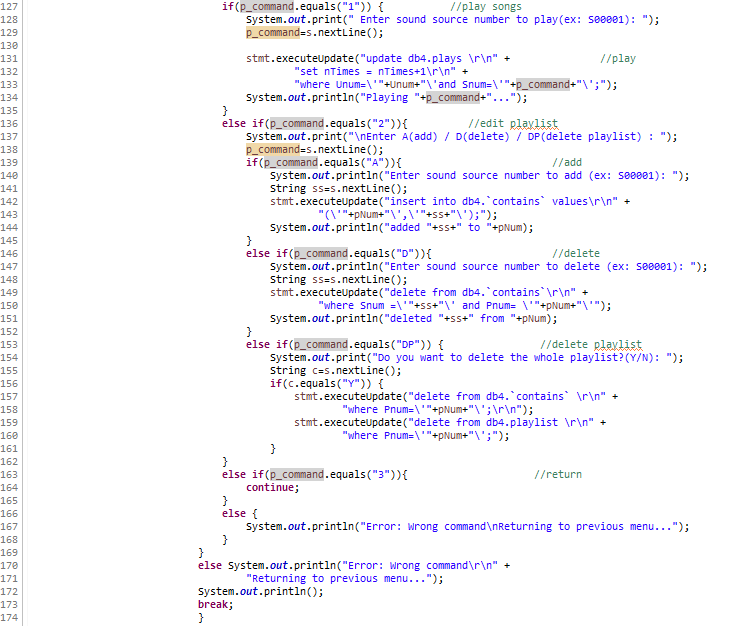 127 if(p_command.equals("1")) { //play songs
128 System.out.print(" Enter sound source number to play(ex: S00001): ");
129 p_command=s.nextLine();
130
131 stmt.executeUpdate("update db4.plays \r\n" + //play
132 "set nTimes = nTimes+1\r\n" +
133 "where Unum=\'"+Unum+"\'and Snum=\'"+p_command+"\';");
134 System.out.println("Playing "+p_command+"...");
135 }
136 else if(p_command.equals("2")){ //edit playlist
137 System.out.print("\nEnter A(add) / D(delete) / DP(delete playlist) : ");
138 p_command=s.nextLine();
139 if(p_command.equals("A")){ //add
140 System.out.println("Enter sound source number to add (ex: S00001): ");
141 String ss=s.nextLine();
142 stmt.executeUpdate("insert into db4.`contains` values\r\n" +
143 "(\'"+pNum+"\',\'"+ss+"\');");
144 System.out.println("added "+ss+" to "+pNum);
145 }
146 else if(p_command.equals("D")){ //delete
147 System.out.println("Enter sound source number to delete (ex: S00001): ");
148 String ss=s.nextLine();
149 stmt.executeUpdate("delete from db4.`contains`\r\n" +
150 "where Snum =\'"+ss+"\' and Pnum= \'"+pNum+"\'");
151 System.out.println("deleted "+ss+" from "+pNum);
152 }
153 else if(p_command.equals("DP")) { //delete playlist
154 System.out.print("Do you want to delete the whole playlist?(Y/N): ");
155 String c=s.nextLine();
156 if(c.equals("Y")) {
157 stmt.executeUpdate("delete from db4.`contains` \r\n" +
158 "where Pnum=\'"+pNum+"\';\r\n");
159 stmt.executeUpdate("delete from db4.playlist \r\n" +
160 "where Pnum=\'"+pNum+"\';");
161 }
162 }
163 else if(p_command.equals("3")){ //return
164 continue;
165 }
166 else {
167 System.out.println("Error: Wrong command\nReturning to previous menu...");
168 }
169 }
170 else System.out.println("Error: Wrong command\r\n" +
171 "Returning to previous menu...");
172 System.out.println();
173 break;
174 }